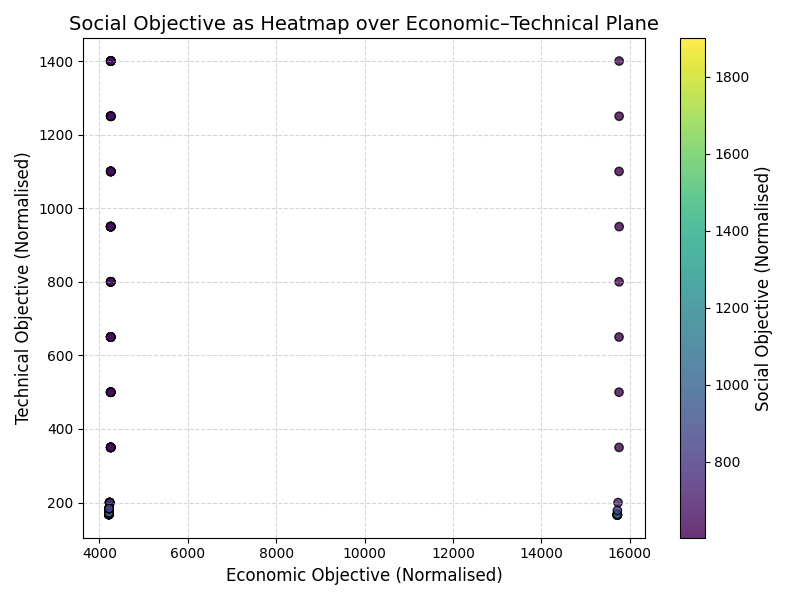 Social Objective as Heatmap over Economic–Technical Plane
Technical Objective (Normalised)
1400
1200
1000
800
600
400
200
4000 6000 8000 10000 12000 14000 16000
Economic Objective (Normalised)
1800
1600
1400
1200
1000
800
Social Objective (Normalised)